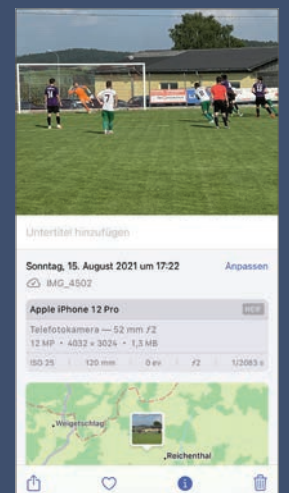 7
Untertitel hinzufügen
Sonntag, 15. August 2021 um 17:22 Anpassen
IMG_4502
Apple iPhone 12 Pro
Telefotokamera — 52 mm ƒ2
12 MP • 4032 × 3024 • 1,3 MB
ISO 25 120 mm 0 ev ƒ2 1/2083 s
Weigetschlag
Reichenthal